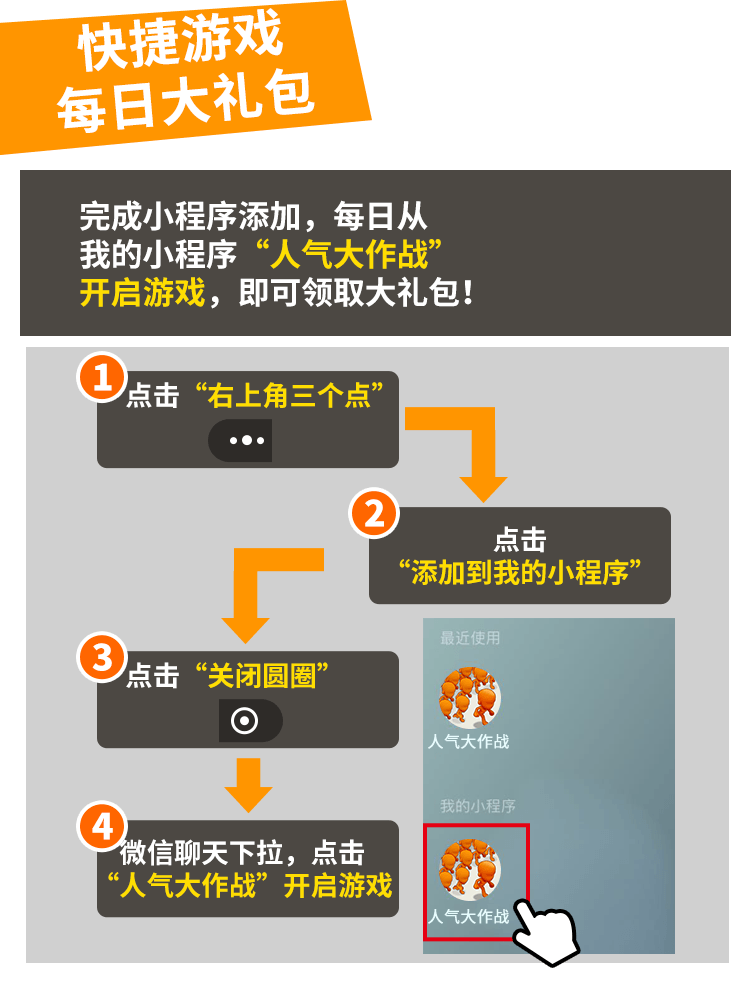 快捷游戏
每日大礼包
完成小程序添加，每日从
我的小程序“人气大作战”
开启游戏，即可领取大礼包！
1
点击“右上角三个点”
2
点击
“添加到我的小程序”
3
点击“关闭圆圈”
4
微信聊天下拉，点击
“人气大作战”开启游戏
最近使用
人气大作战
我的小程序
人气大作战